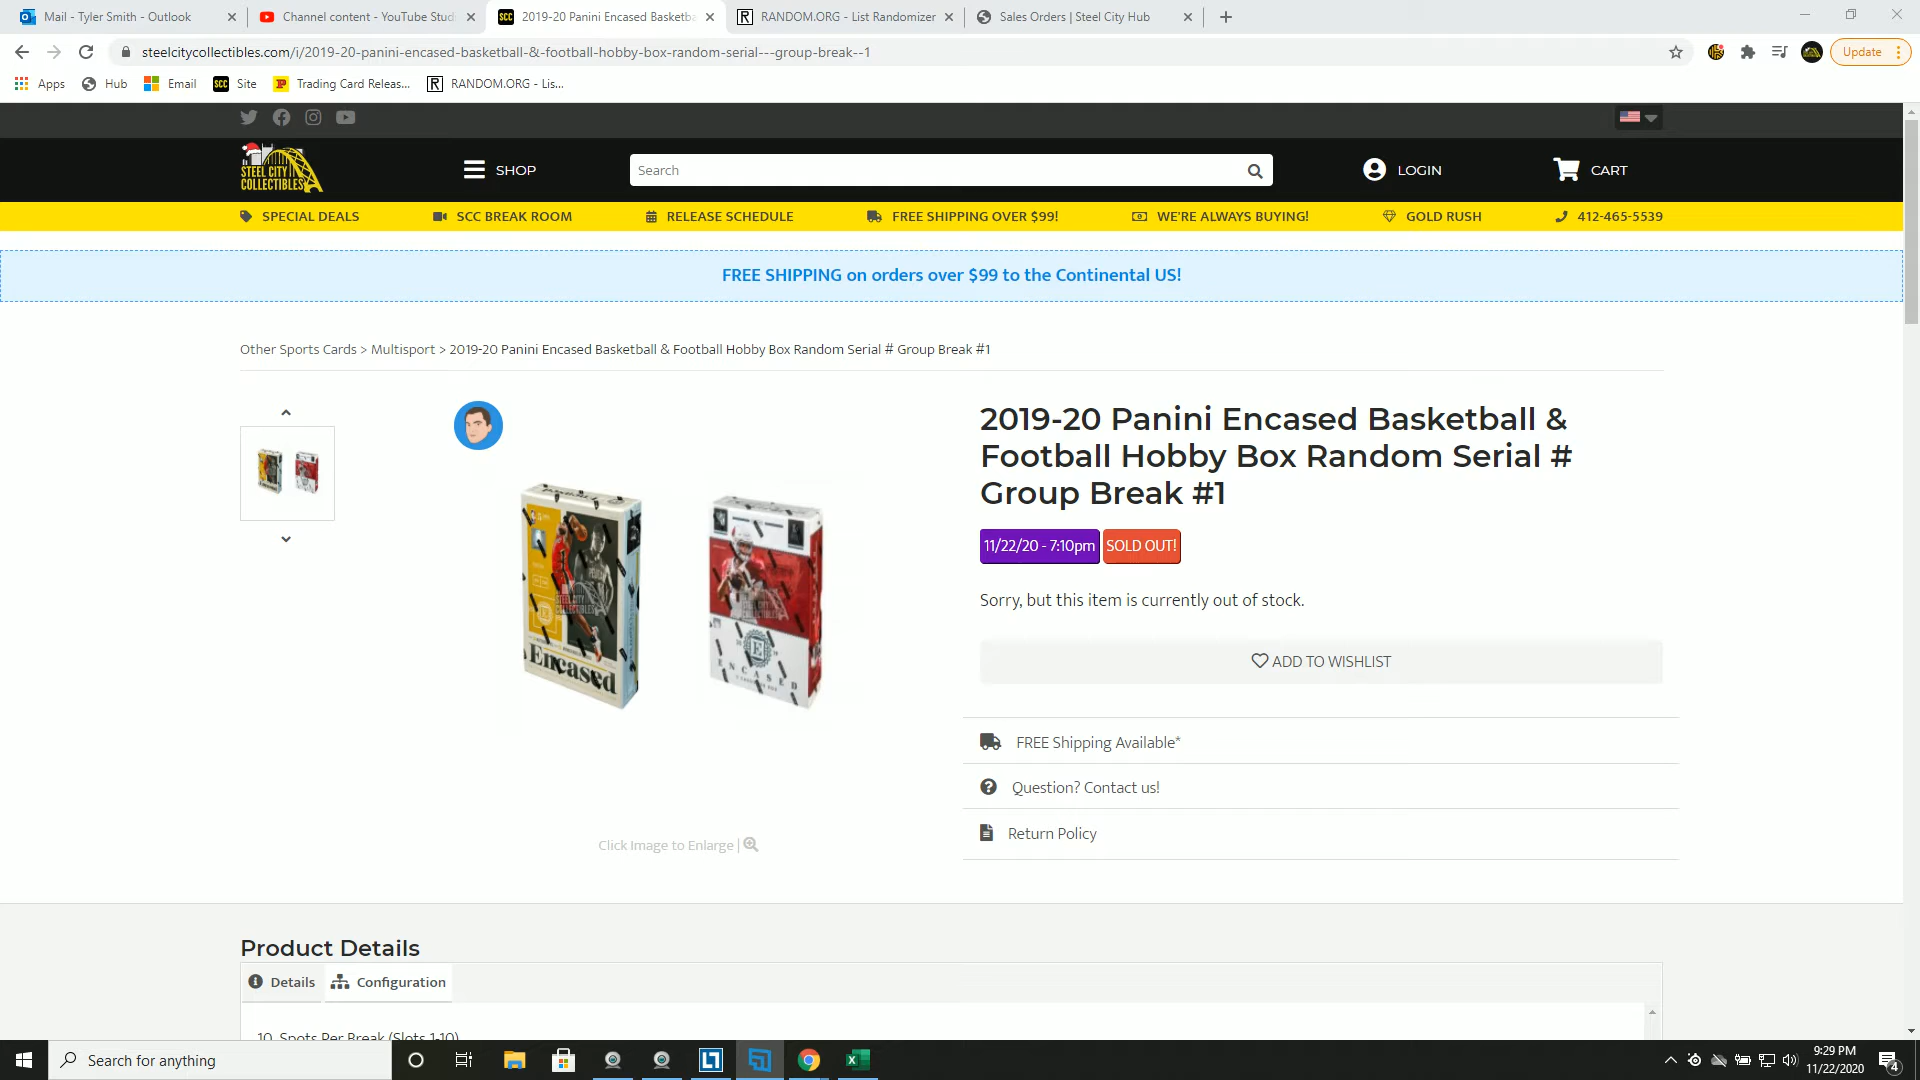 Mail - Tyler Smith - Outlook
Channel content - YouTube Stud
2019-20 Panini Encased Basketba
RANDOM.ORG - List Randomizer
Sales Orders | Steel City Hub
steelcitycollectibles.com/i/2019-20-panini-encased-basketball-&-football-hobby-box-random-serial---group-break--1
Update
Apps
Hub
Email
SCC
Site
Trading Card Releas...
RANDOM.ORG - Lis...
STEEL CITY
COLLECTIBLES
SHOP
Search
LOGIN
CART
SPECIAL DEALS
SCC BREAK ROOM
RELEASE SCHEDULE
FREE SHIPPING OVER $99!
WE'RE ALWAYS BUYING!
GOLD RUSH
412-465-5539
FREE SHIPPING on orders over $99 to the Continental US!
Other Sports Cards > Multisport > 2019-20 Panini Encased Basketball & Football Hobby Box Random Serial # Group Break #1
2019-20 Panini Encased Basketball &
Football Hobby Box Random Serial #
Group Break #1
11/22/20 - 7:10pm
SOLD OUT!
Sorry, but this item is currently out of stock.
ADD TO WISHLIST
FREE Shipping Available*
Question? Contact us!
Return Policy
Encased
ENCASED
Click Image to Enlarge |
Product Details
Details
Configuration
10 Spots Per Break (Slots 1-10)
Search for anything
9:29 PM
11/22/2020
4